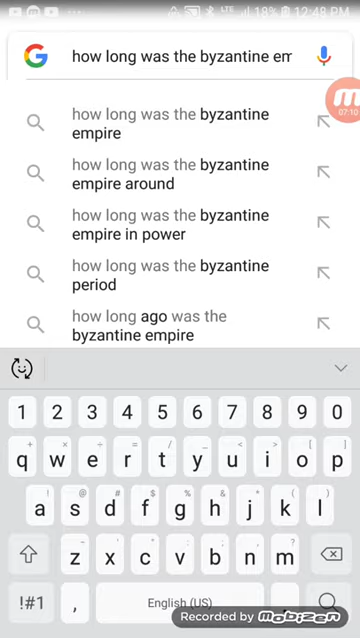 LTE 18% 12:48 PM
how long was the byzantine em
07:10
how long was the byzantine
empire
how long was the byzantine
empire around
how long was the byzantine
empire in power
how long was the byzantine
period
how long ago was the
byzantine empire
1 2 3 4 5 6 7 8 9 0
+ × ÷ = / _ < > [ ]
q w e r t y u i o p
! @ # $ % & * ( )
a s d f g h j k l
- ' " : ; ?
z x c v b n m
!#1 , English (US) .
Recorded by MOBIZEN